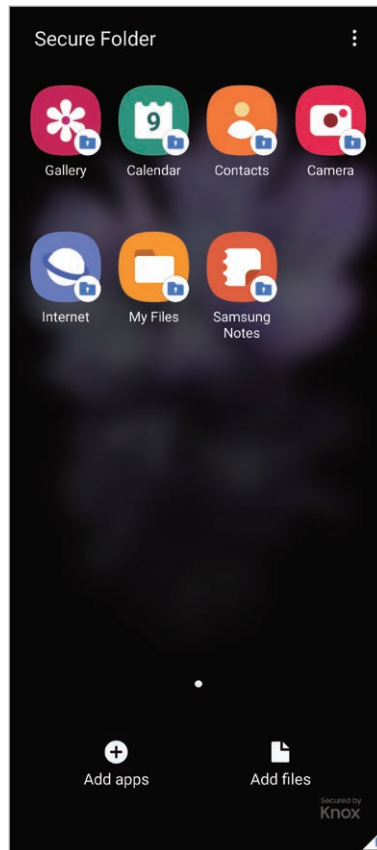 Secure Folder
9
Gallery
Calendar
Contacts
Camera
Internet
My Files
Samsung
Notes
Add apps
Add files
Secured by
Knox